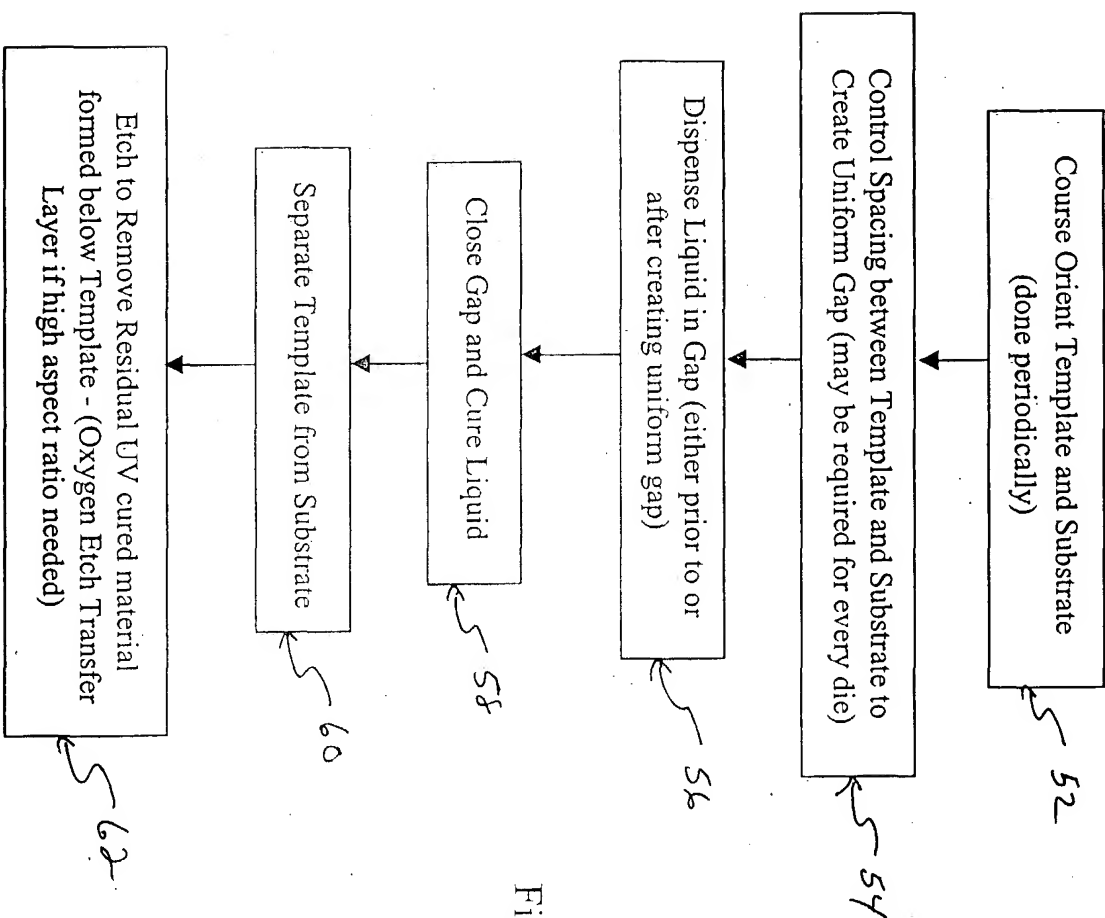 Course Orient Template and Substrate
(done periodically)
52
Control Spacing between Template and Substrate to
Create Uniform Gap (may be required for every die)
54
Dispense Liquid in Gap (either prior to or
after creating uniform gap)
56
Close Gap and Cure Liquid
58
Separate Template from Substrate
60
Etch to Remove Residual UV cured material
formed below Template - (Oxygen Etch Transfer
Layer if high aspect ratio needed)
62
Fi